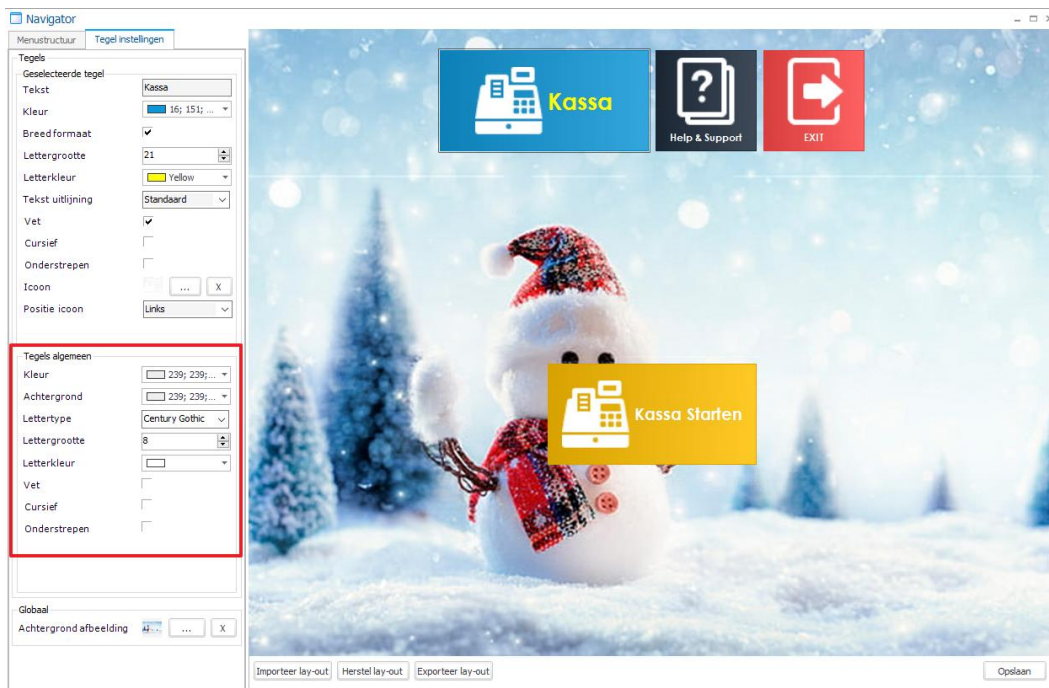 Navigator
Menustructuur
Tegel instellingen
Tegels
Geselecteerde tegel
Tekst Kassa
Kleur 16; 151; ...
Breed formaat
Lettergrootte 21
Letterkleur Yellow
Tekst uitlijning Standaard
Vet
Cursief
Onderstrepen
Icoon ... X
Positie icoon Links
Tegels algemeen
Kleur 239; 239;...
Achtergrond 239; 239;...
Lettertype Century Gothic
Lettergrootte 8
Letterkleur
Vet
Cursief
Onderstrepen
Globaal
Achtergrond afbeelding ... X
Kassa
?
Help & Support
EXIT
Kassa Starten
Importeer lay-out
Herstel lay-out
Exporteer lay-out
Opslaan